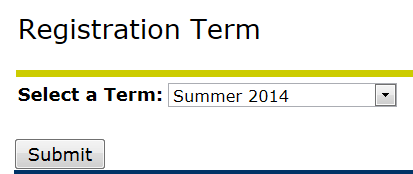 Registration Term
Select a Term: Summer 2014
Submit